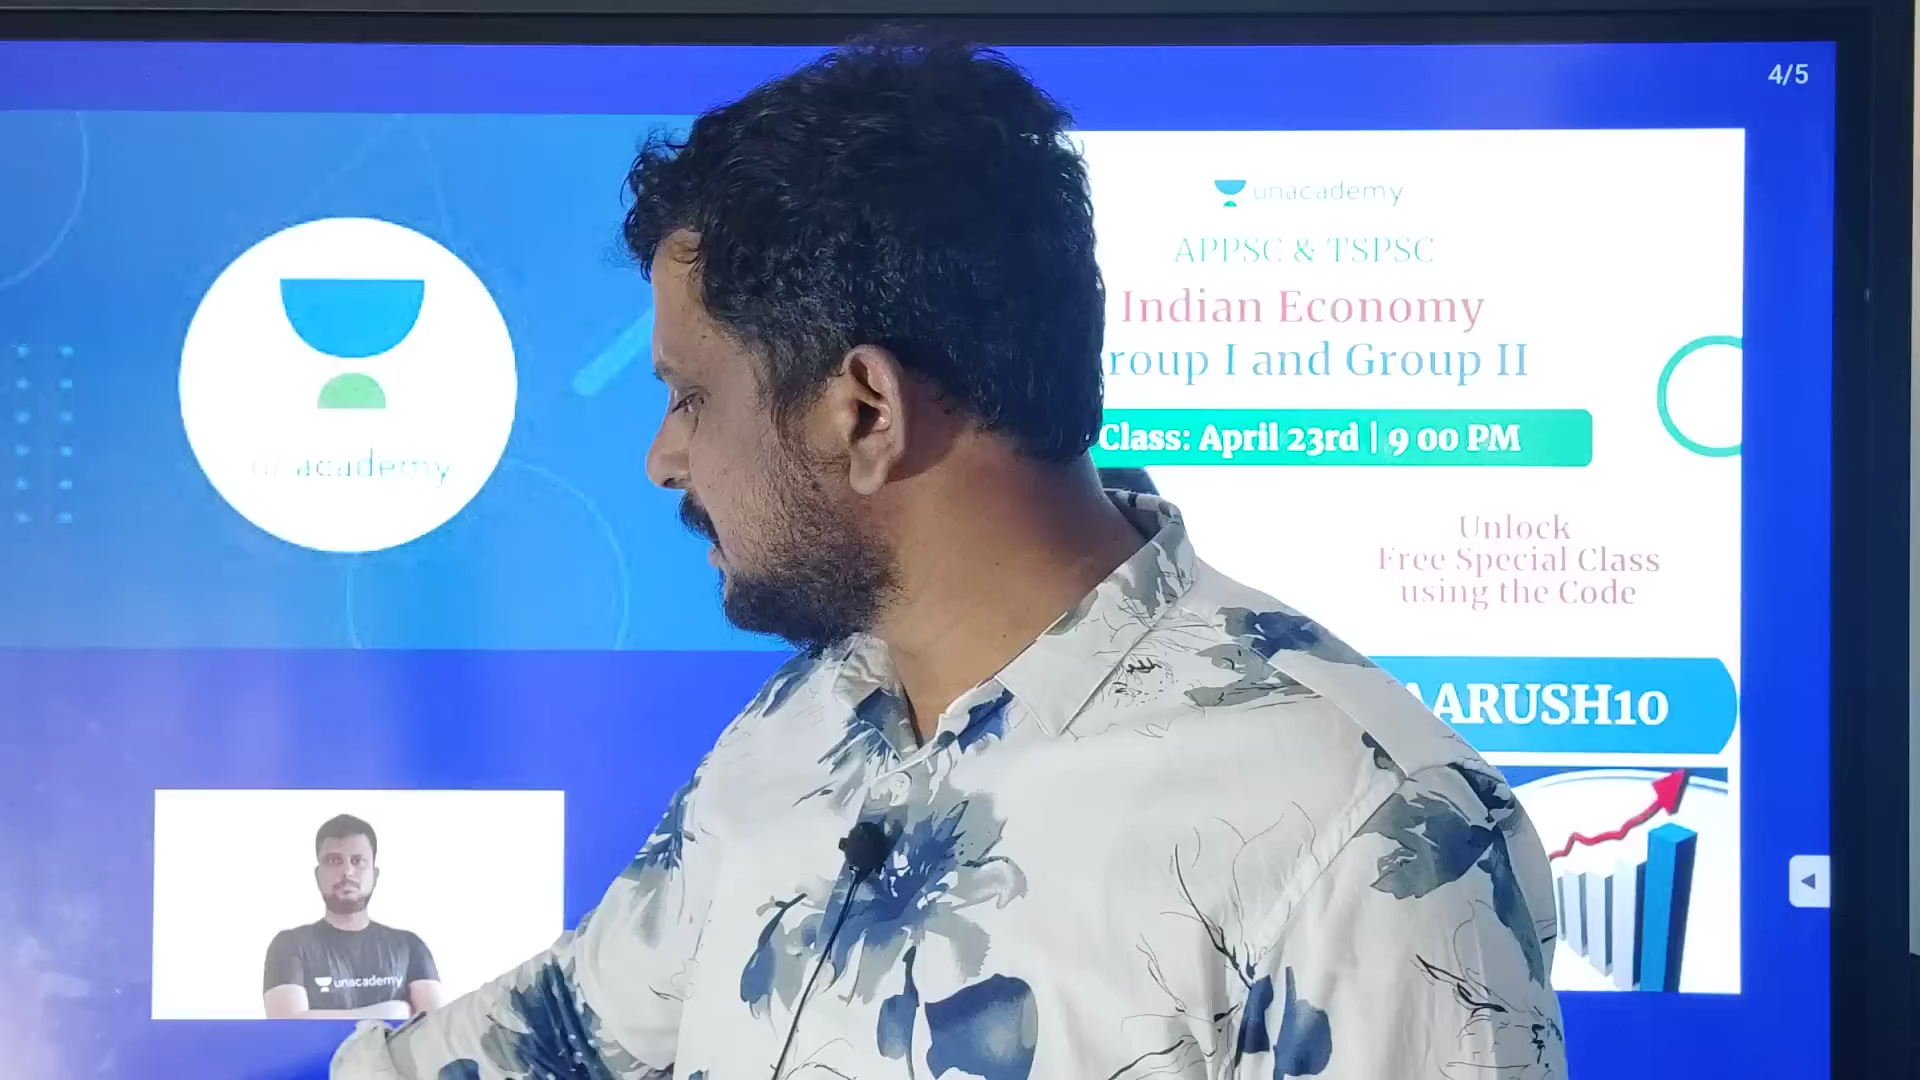 4/5
unacademy
APPSC & TSPSC
Indian Economy
roup I and Group II
Class: April 23rd | 9 00 PM
Unlock
Free Special Class
using the Code
AARUSH10
unacademy
unacademy